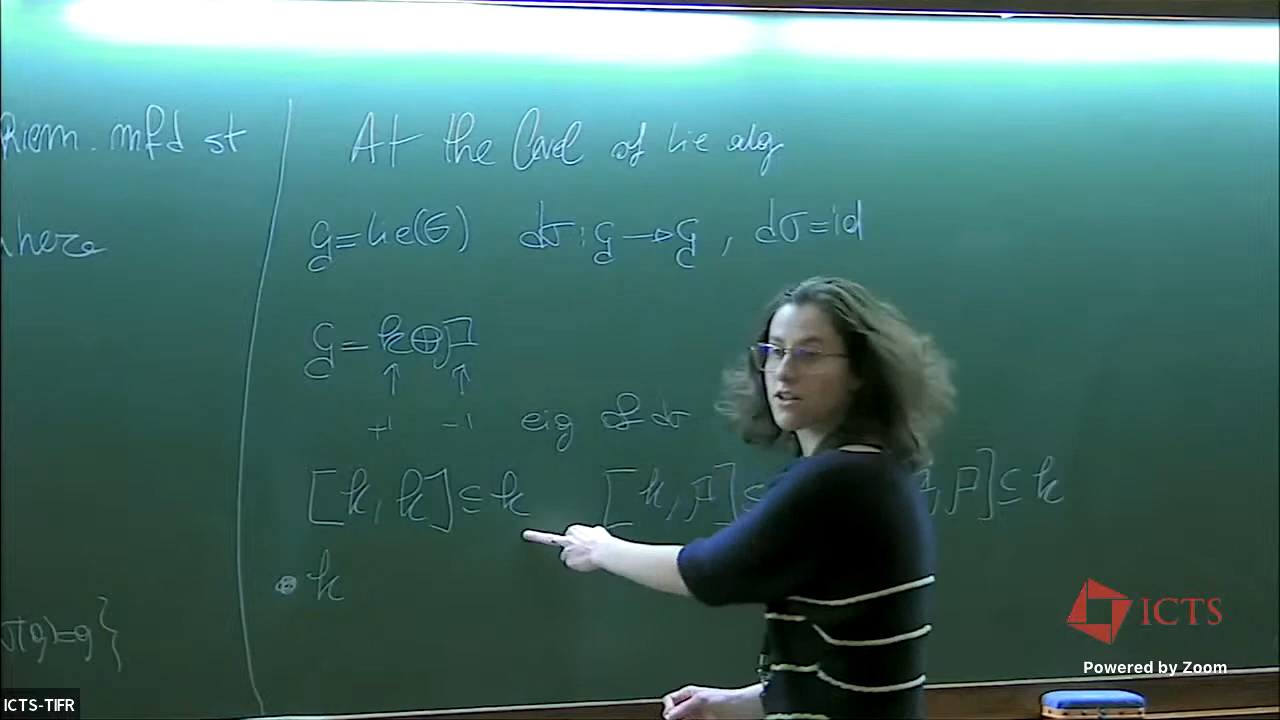 Riem. mfd st
where
σ(g)=g}
At the level of Lie alg
g=Lie(G) dσ:g→g, dσ=id
g=k⊕p
↑ ↑
+1 -1 eig of dσ
[k,k]⊆k [k,p]⊆ ,p]⊆k
• k
ICTS
Powered by Zoom
ICTS-TIFR